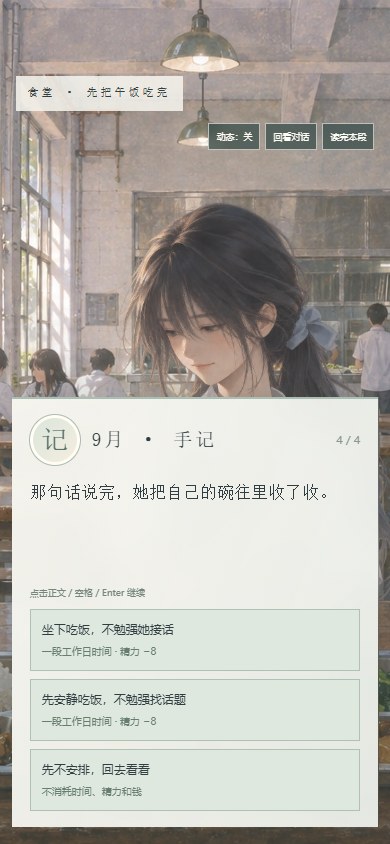 食堂 · 先把午饭吃完
动态：关 回看对话 读完本段
记 9月 · 手记 4/4
那句话说完，她把自己的碗往里收了收。
点击正文 / 空格 / Enter 继续
坐下吃饭，不勉强她接话
一段工作日时间 · 精力 −8
先安静吃饭，不勉强找话题
一段工作日时间 · 精力 −8
先不安排，回去看看
不消耗时间、精力和钱